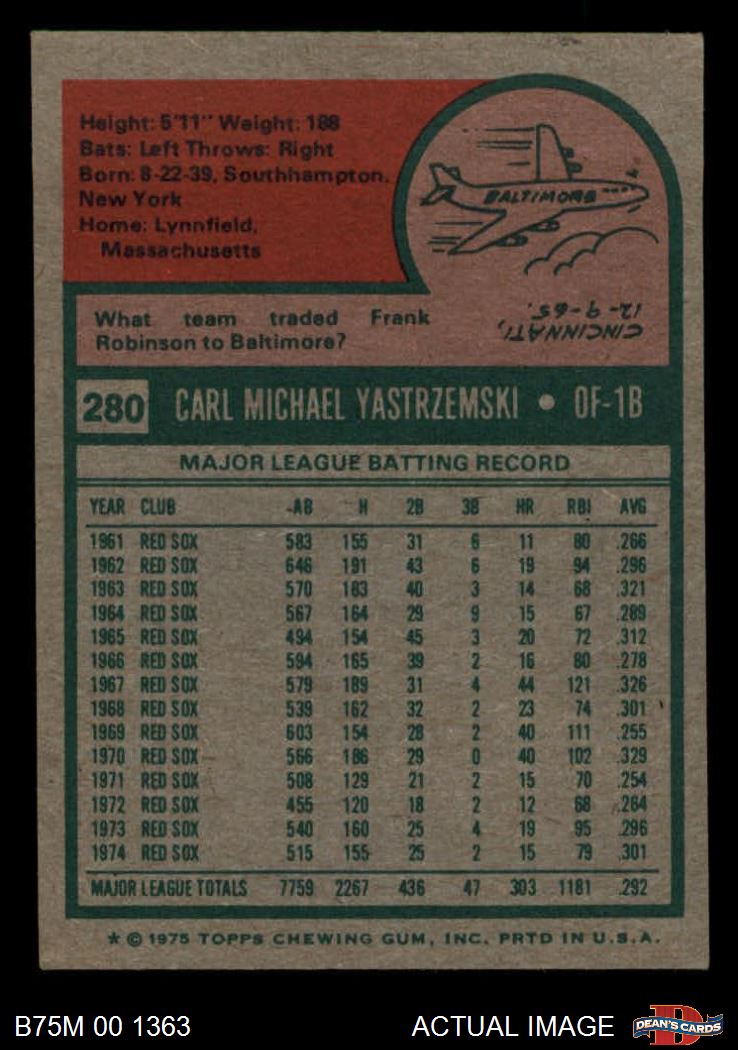 Height: 5'11" Weight: 188
Bats: Left Throws: Right
Born: 8-22-39, Southhampton,
New York
Home: Lynnfield,
Massachusetts
BALTIMORE
What team traded Frank
Robinson to Baltimore?
CINCINNATI,
12-9-65.
280 CARL MICHAEL YASTRZEMSKI • OF-1B
MAJOR LEAGUE BATTING RECORD
YEAR CLUB AB H 2B 3B HR RBI AVG
1961 RED SOX 583 155 31 6 11 80 .266
1962 RED SOX 646 191 43 6 19 94 .296
1963 RED SOX 570 183 40 3 14 68 .321
1964 RED SOX 567 164 29 9 15 67 .289
1965 RED SOX 494 154 45 3 20 72 .312
1966 RED SOX 594 165 39 2 16 80 .278
1967 RED SOX 579 189 31 4 44 121 .326
1968 RED SOX 539 162 32 2 23 74 .301
1969 RED SOX 603 154 28 2 40 111 .255
1970 RED SOX 566 186 29 0 40 102 .329
1971 RED SOX 508 129 21 2 15 70 .254
1972 RED SOX 455 120 18 2 12 68 .264
1973 RED SOX 540 160 25 4 19 95 .296
1974 RED SOX 515 155 25 2 15 79 .301
MAJOR LEAGUE TOTALS 7759 2267 436 47 303 1181 .292
* © 1975 TOPPS CHEWING GUM, INC. PRTD IN U.S.A.
B75M 00 1363 ACTUAL IMAGE D DEAN'S CARDS